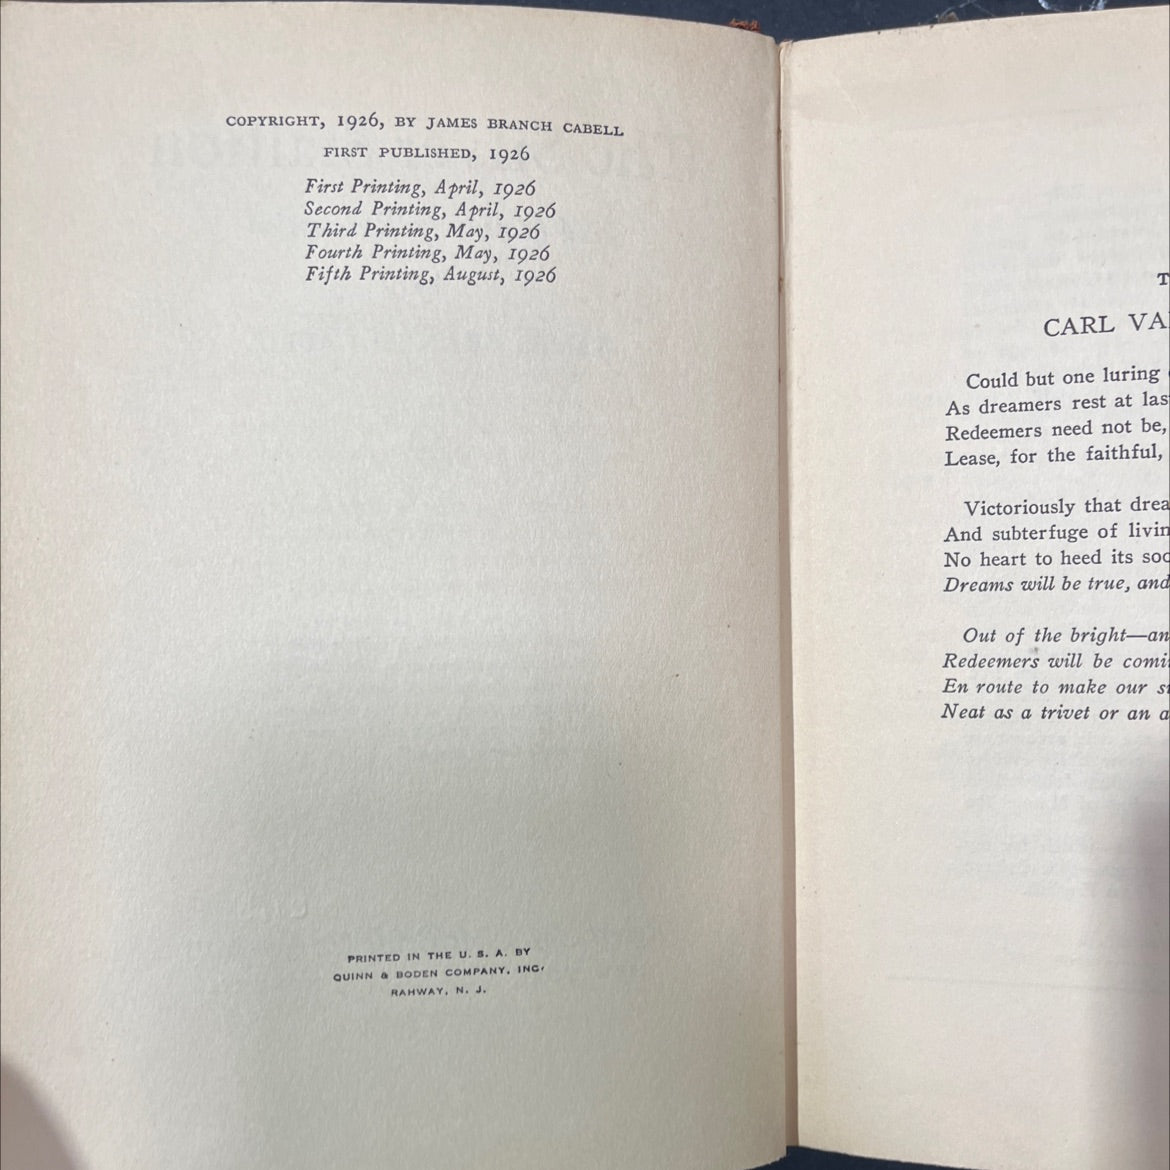 COPYRIGHT, 1926, BY JAMES BRANCH CABELL
FIRST PUBLISHED, 1926
First Printing, April, 1926
Second Printing, April, 1926
Third Printing, May, 1926
Fourth Printing, May, 1926
Fifth Printing, August, 1926
PRINTED IN THE U. S. A. BY
QUINN & BODEN COMPANY, INC.
RAHWAY, N. J.
T
CARL VA
Could but one luring
As dreamers rest at las
Redeemers need not be,
Lease, for the faithful,
Victoriously that drea
And subterfuge of livin
No heart to heed its soc
Dreams will be true, and
Out of the bright—an
Redeemers will be comi
En route to make our s
Neat as a trivet or an a